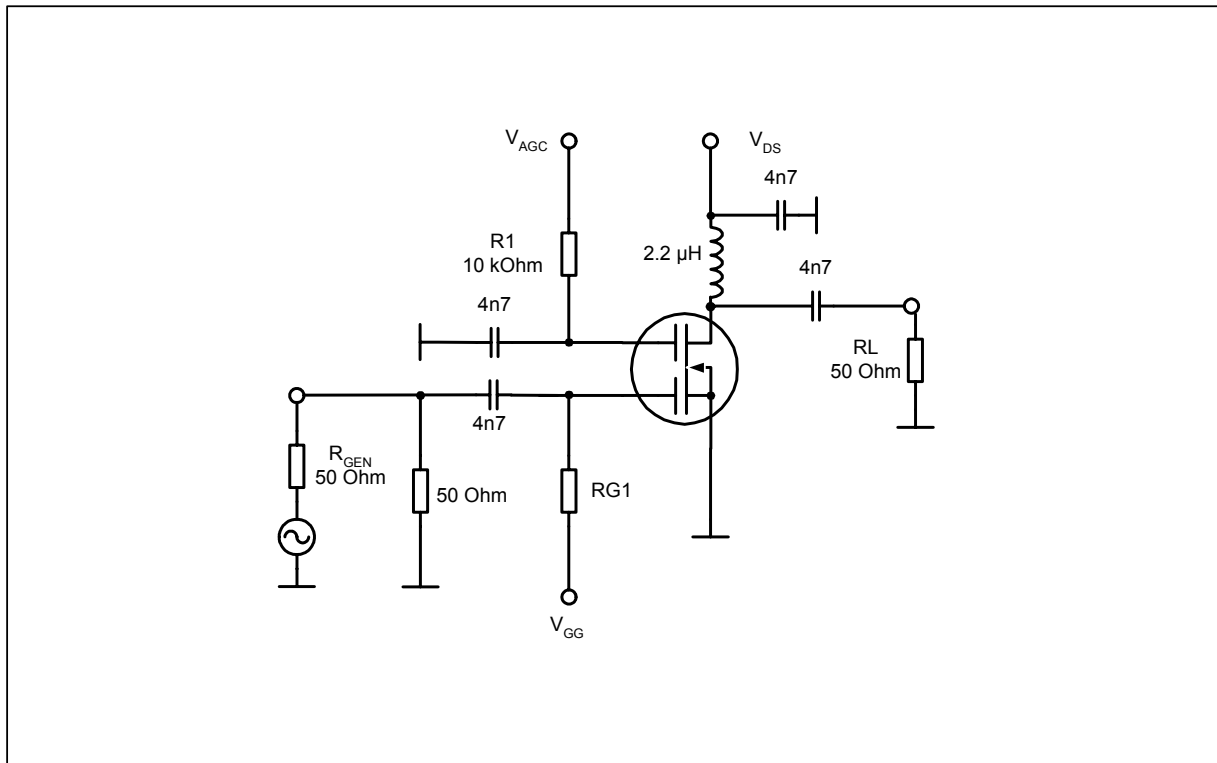 V_AGC
V_DS
4n7
R1
10 kOhm
2.2 µH
4n7
4n7
RL
50 Ohm
4n7
R_GEN
50 Ohm
50 Ohm
RG1
V_GG